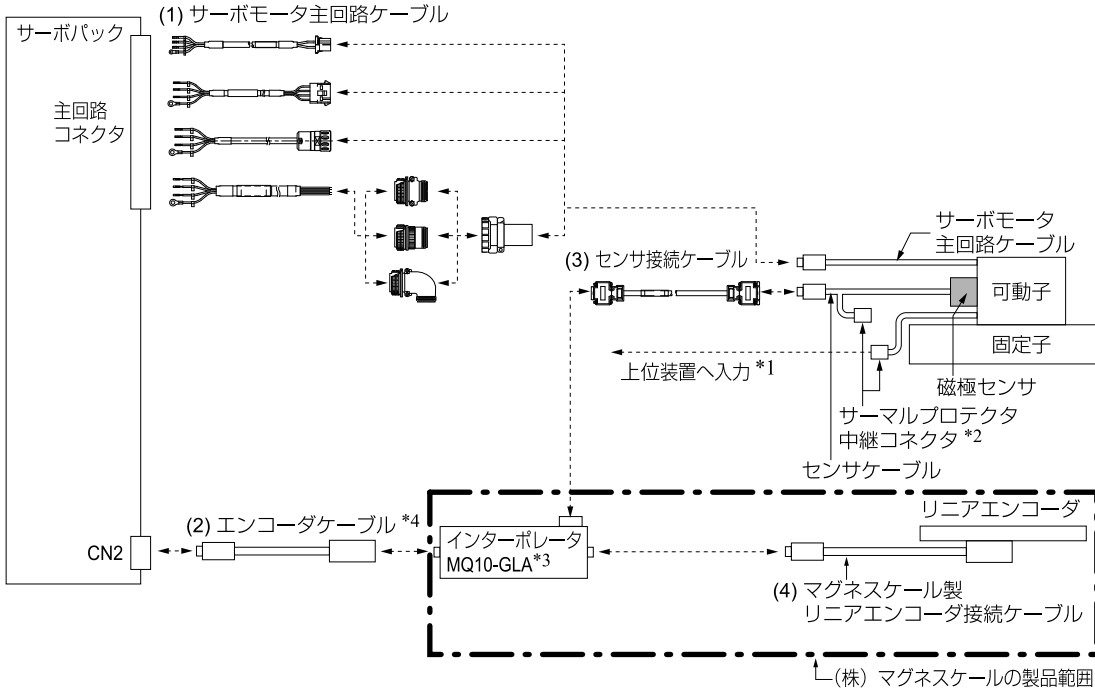 (1) サーボモータ主回路ケーブル
サーボパック
主回路
コネクタ
サーボモータ
主回路ケーブル
(3) センサ接続ケーブル
可動子
固定子
上位装置へ入力 *1
磁極センサ
サーマルプロテクタ
中継コネクタ *2
センサケーブル
(2) エンコーダケーブル *4
リニアエンコーダ
CN2
インターポレータ
MQ10-GLA*3
(4) マグネスケール製
リニアエンコーダ接続ケーブル
(株) マグネスケールの製品範囲